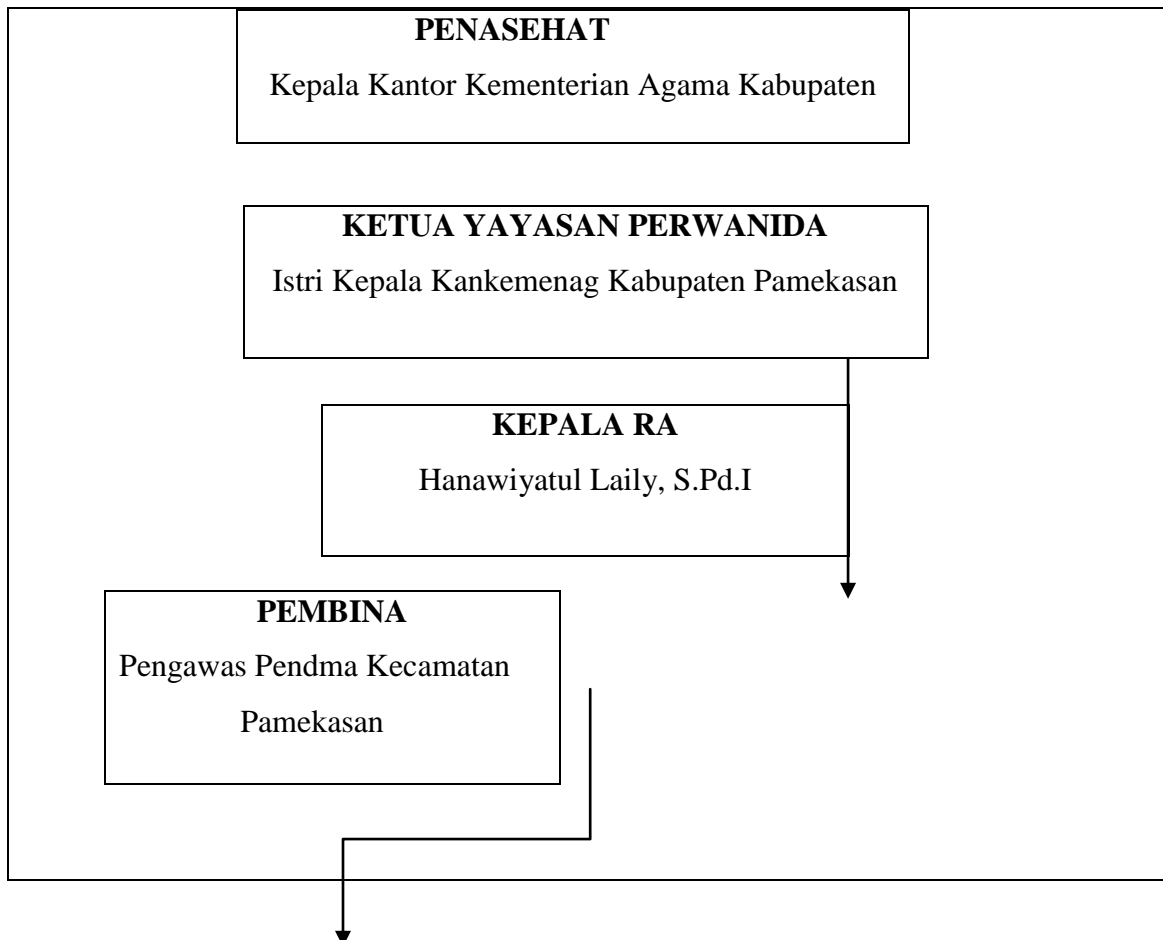 PENASEHAT
Kepala Kantor Kementerian Agama Kabupaten
KETUA YAYASAN PERWANIDA
Istri Kepala Kankemenag Kabupaten Pamekasan
KEPALA RA
Hanawiyatul Laily, S.Pd.I
PEMBINA
Pengawas Pendma Kecamatan
Pamekasan